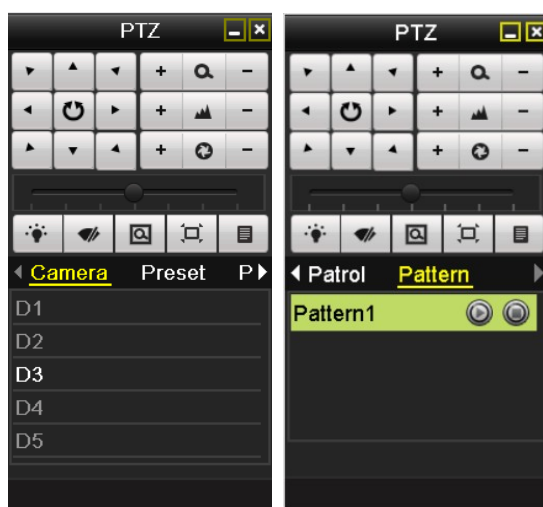 PTZ
Camera Preset P
D1
D2
D3
D4
D5
PTZ
Patrol Pattern
Pattern1